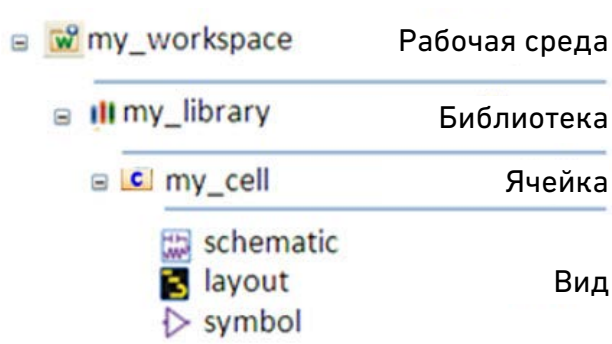 my_workspace Рабочая среда
my_library Библиотека
C my_cell Ячейка
schematic
layout Вид
symbol